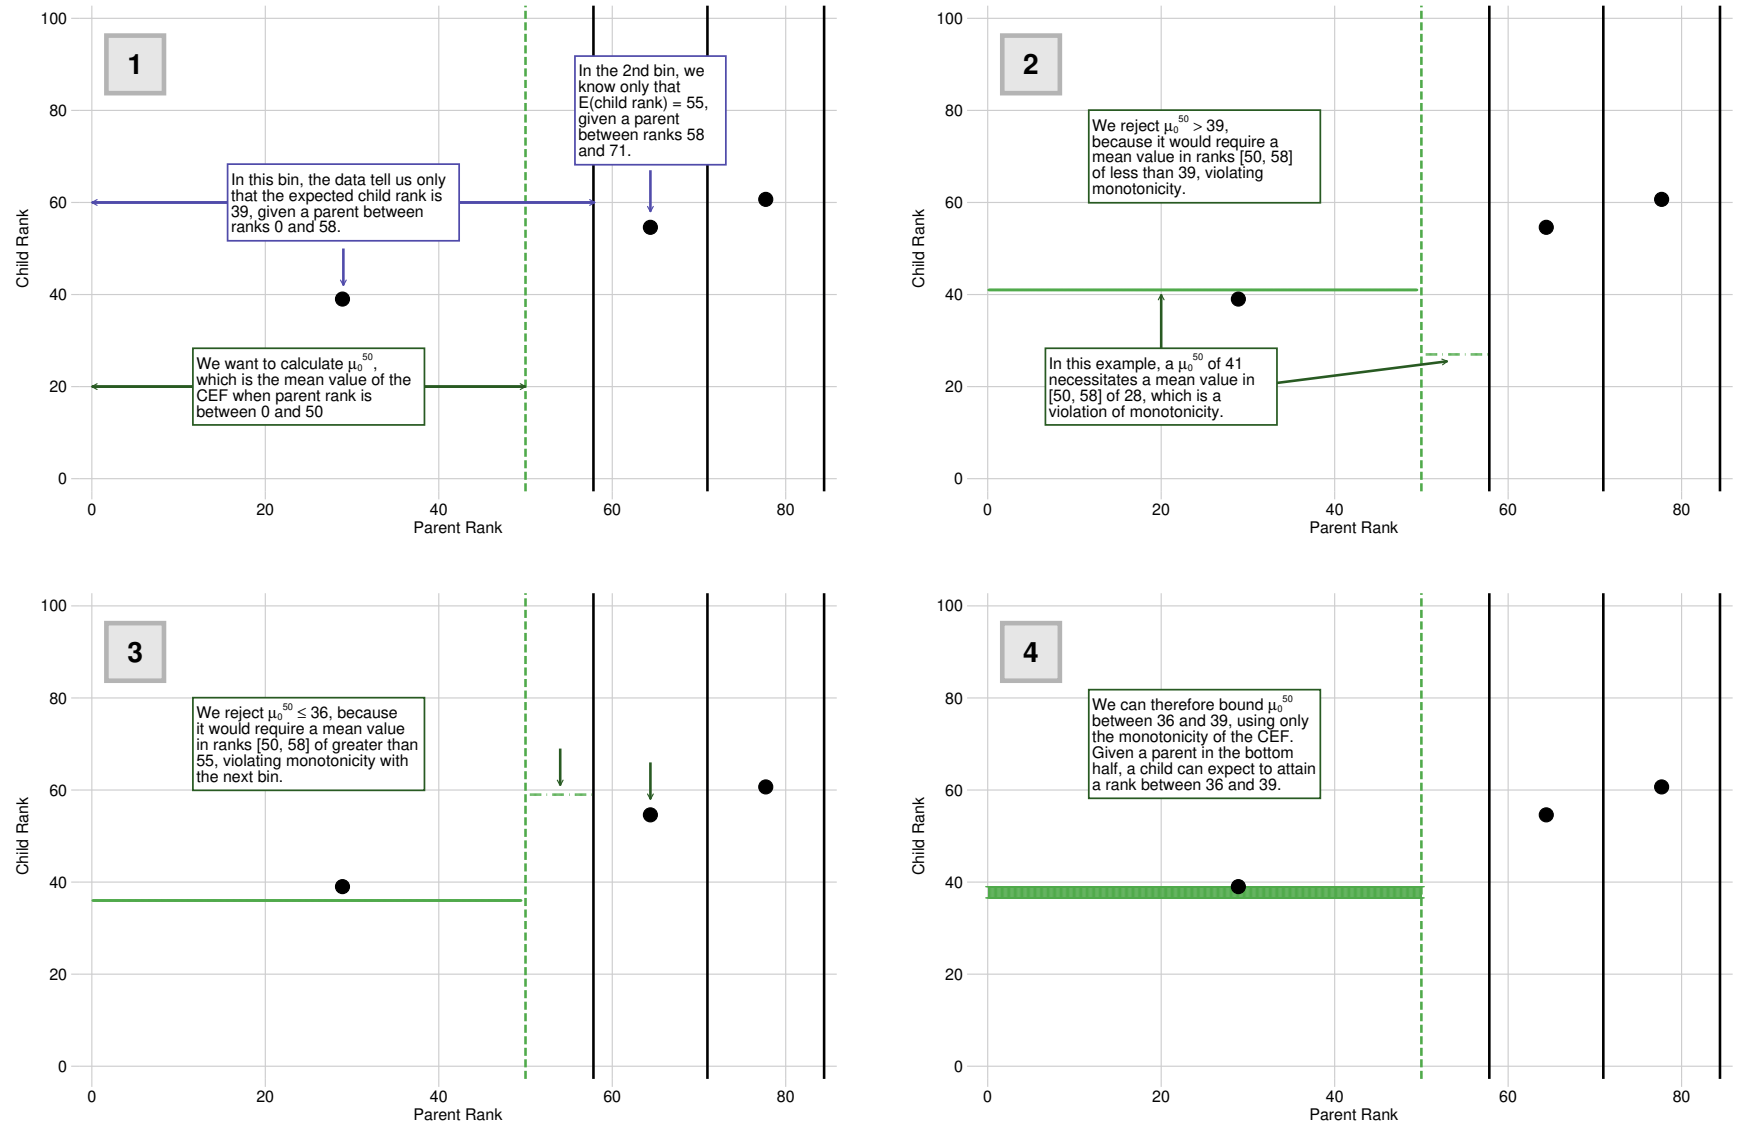 100
80
60
40
20
0
Child Rank
1
In this bin, the data tell us only
that the expected child rank is
39, given a parent between
ranks 0 and 58.
In the 2nd bin, we
know only that
E(child rank) = 55,
given a parent
between ranks 58
and 71.
We want to calculate μ₀⁵⁰,
which is the mean value of the
CEF when parent rank is
between 0 and 50
0 20 40 60 80
Parent Rank
100
80
60
40
20
0
Child Rank
2
We reject μ₀⁵⁰ > 39,
because it would require a
mean value in ranks [50, 58]
of less than 39, violating
monotonicity.
In this example, a μ₀⁵⁰ of 41
necessitates a mean value in
[50, 58] of 28, which is a
violation of monotonicity.
0 20 40 60 80
Parent Rank
100
80
60
40
20
0
Child Rank
3
We reject μ₀⁵⁰ ≤ 36, because
it would require a mean value
in ranks [50, 58] of greater than
55, violating monotonicity with
the next bin.
0 20 40 60 80
Parent Rank
100
80
60
40
20
0
Child Rank
4
We can therefore bound μ₀⁵⁰
between 36 and 39, using only
the monotonicity of the CEF.
Given a parent in the bottom
half, a child can expect to attain
a rank between 36 and 39.
0 20 40 60 80
Parent Rank